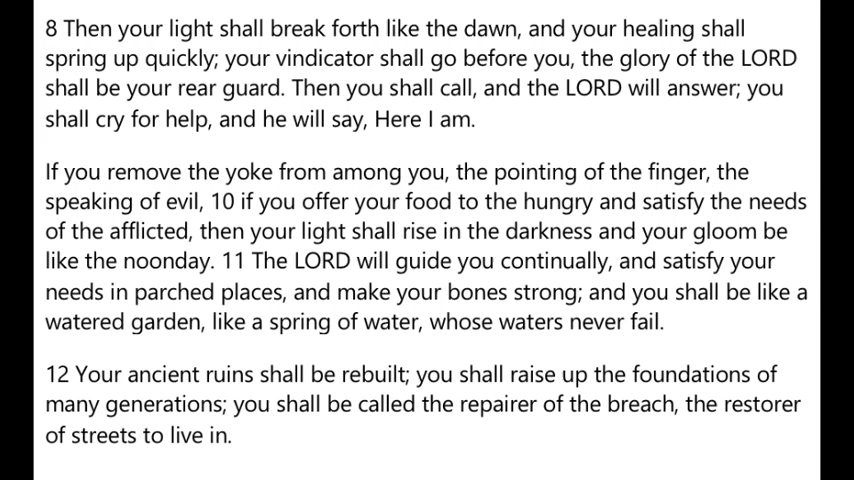 8 Then your light shall break forth like the dawn, and your healing shall
spring up quickly; your vindicator shall go before you, the glory of the LORD
shall be your rear guard. Then you shall call, and the LORD will answer; you
shall cry for help, and he will say, Here I am.
If you remove the yoke from among you, the pointing of the finger, the
speaking of evil, 10 if you offer your food to the hungry and satisfy the needs
of the afflicted, then your light shall rise in the darkness and your gloom be
like the noonday. 11 The LORD will guide you continually, and satisfy your
needs in parched places, and make your bones strong; and you shall be like a
watered garden, like a spring of water, whose waters never fail.
12 Your ancient ruins shall be rebuilt; you shall raise up the foundations of
many generations; you shall be called the repairer of the breach, the restorer
of streets to live in.